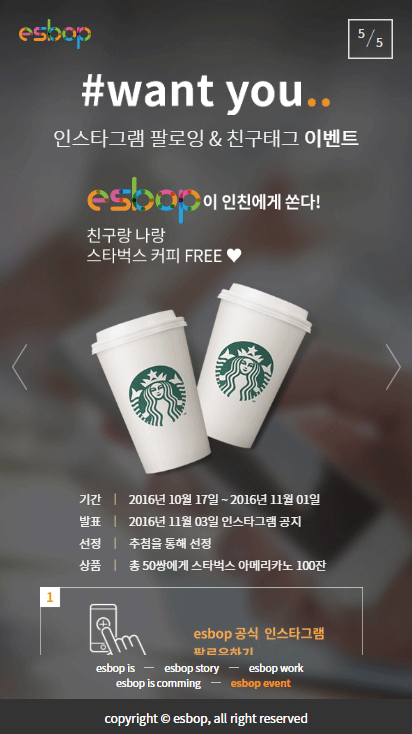 esbop
5/5
#want you..
인스타그램 팔로잉 & 친구태그 이벤트
esbop이 인친에게 쏜다!
친구랑 나랑
스타벅스 커피 FREE ♥
기간 | 2016년 10월 17일 ~ 2016년 11월 01일
발표 | 2016년 11월 03일 인스타그램 공지
선정 | 추첨을 통해 선정
상품 | 총 50쌍에게 스타벅스 아메리카노 100잔
1
esbop 공식 인스타그램
팔로우하기
esbop is — esbop story — esbop work
esbop is comming — esbop event
copyright © esbop, all right reserved